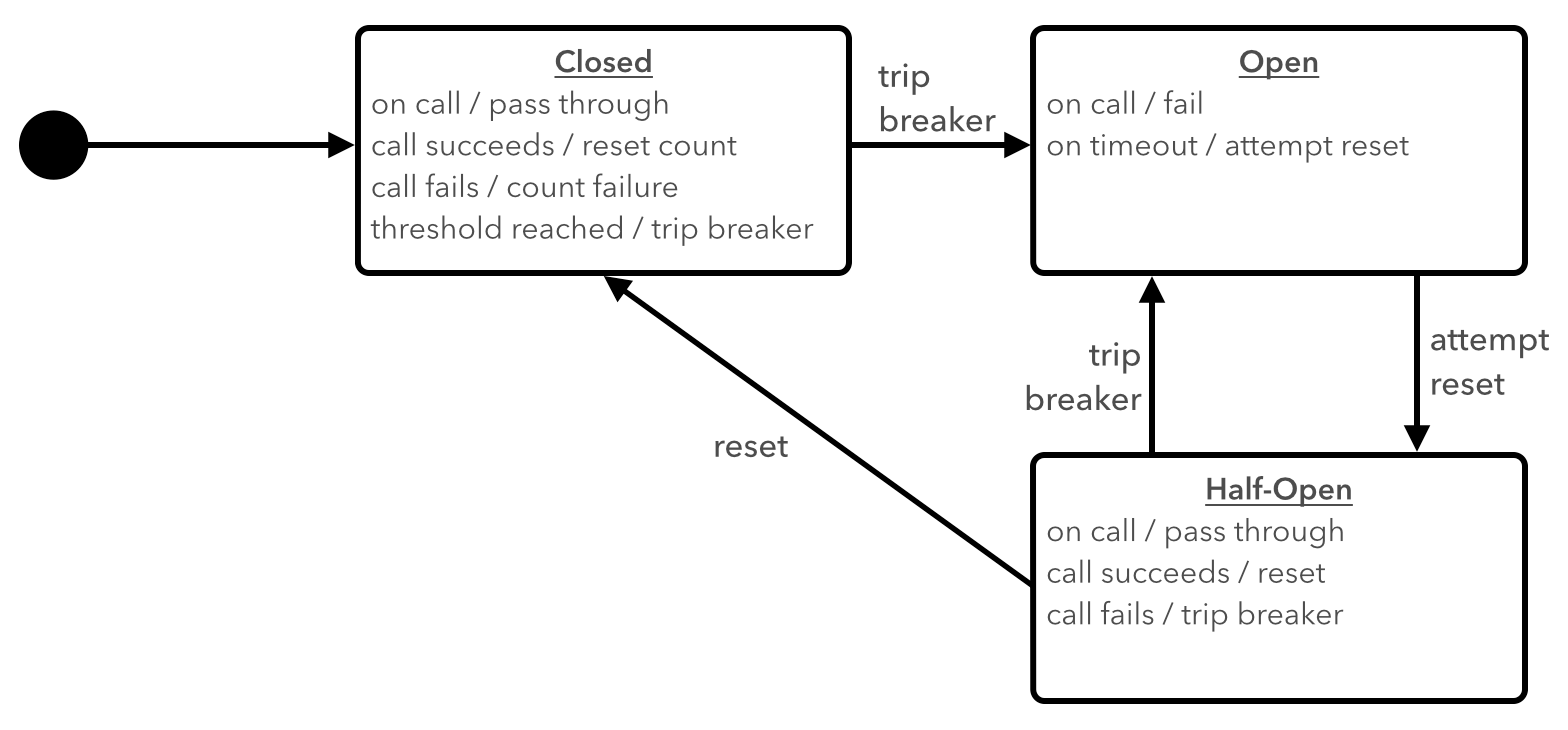 Closed
on call / pass through
call succeeds / reset count
call fails / count failure
threshold reached / trip breaker
trip
breaker
Open
on call / fail
on timeout / attempt reset
trip
breaker
attempt
reset
reset
Half-Open
on call / pass through
call succeeds / reset
call fails / trip breaker